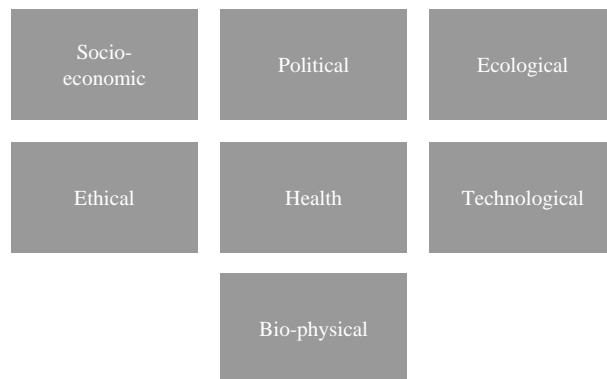 Socio-
economic
Political
Ecological
Ethical
Health
Technological
Bio-physical